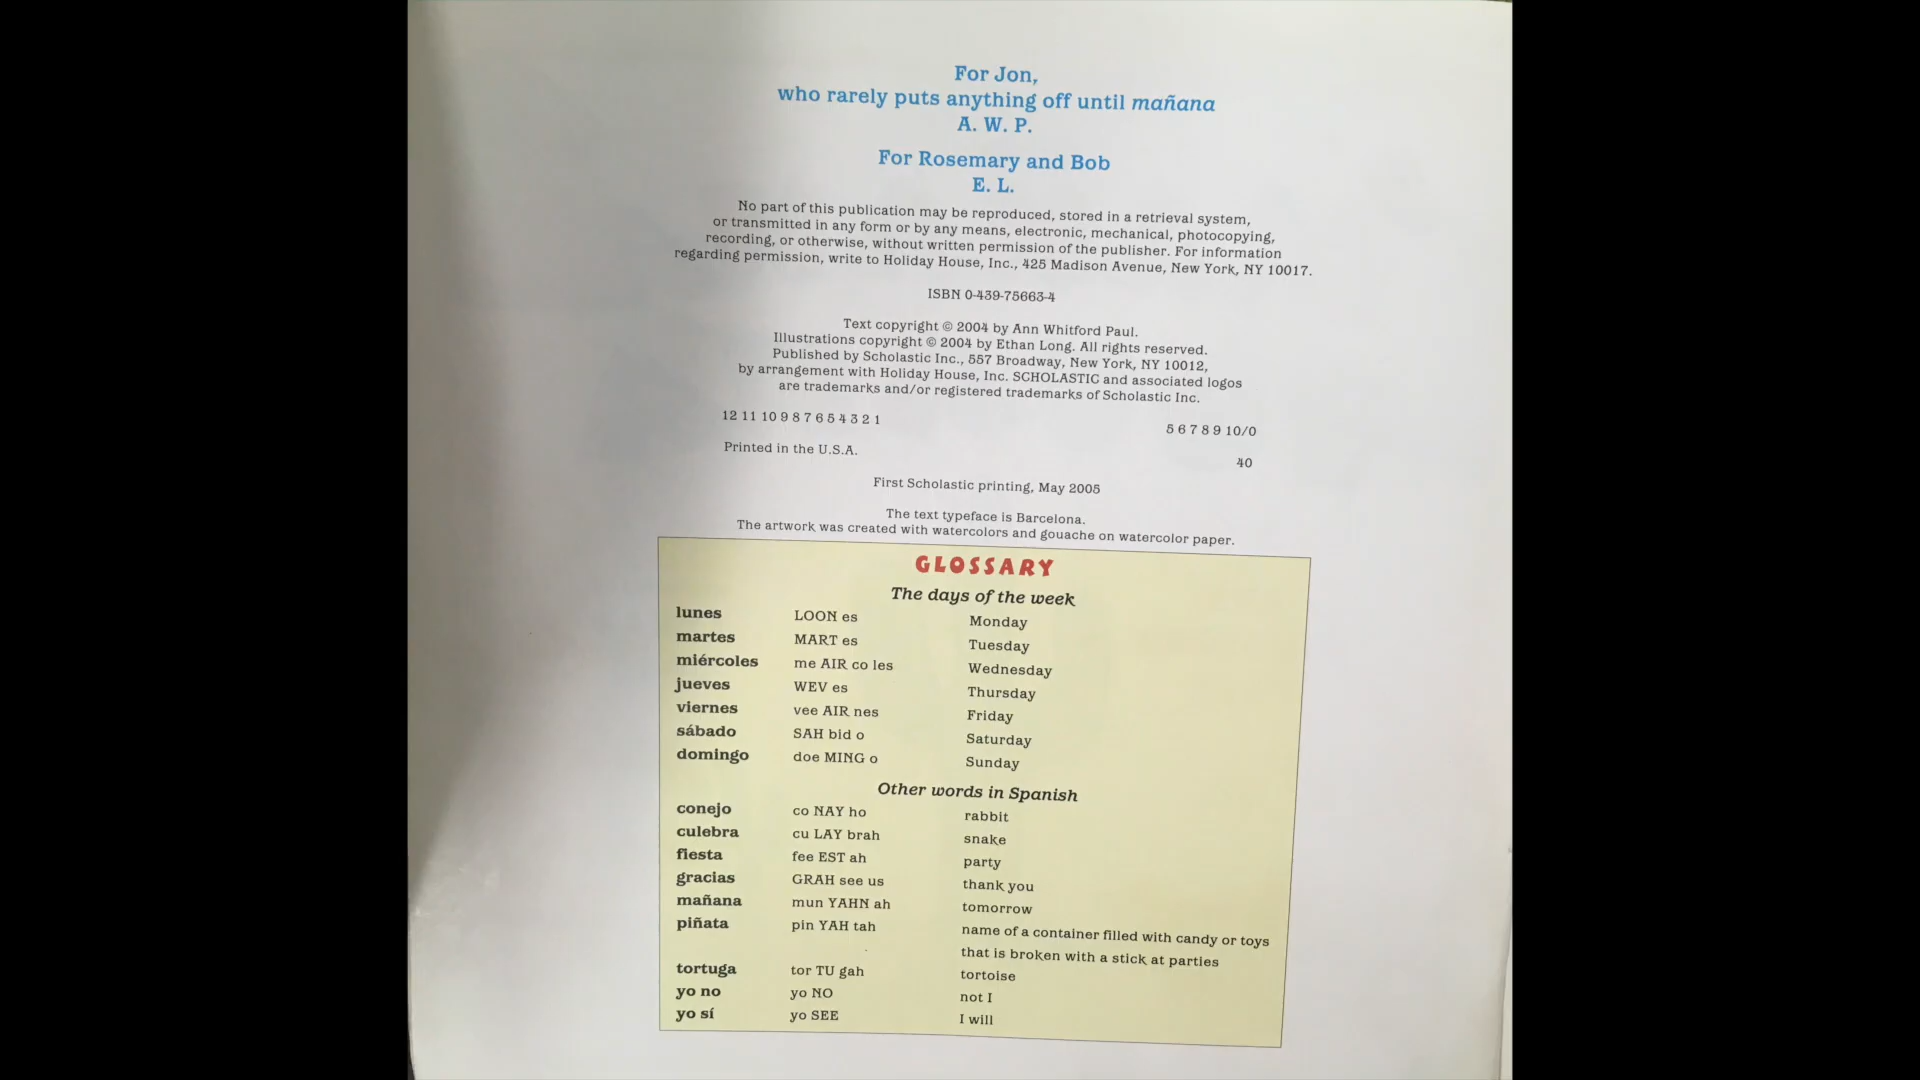 For Jon,
who rarely puts anything off until mañana
A. W. P.
For Rosemary and Bob
E. L.
No part of this publication may be reproduced, stored in a retrieval system,
or transmitted in any form or by any means, electronic, mechanical, photocopying,
recording, or otherwise, without written permission of the publisher. For information
regarding permission, write to Holiday House, Inc., 425 Madison Avenue, New York, NY 10017.
ISBN 0-439-75663-4
Text copyright © 2004 by Ann Whitford Paul.
Illustrations copyright © 2004 by Ethan Long. All rights reserved.
Published by Scholastic Inc., 557 Broadway, New York, NY 10012,
by arrangement with Holiday House, Inc. SCHOLASTIC and associated logos
are trademarks and/or registered trademarks of Scholastic Inc.
12 11 10 9 8 7 6 5 4 3 2 1 5 6 7 8 9 10/0
Printed in the U.S.A. 40
First Scholastic printing, May 2005
The text typeface is Barcelona.
The artwork was created with watercolors and gouache on watercolor paper.
GLOSSARY
The days of the week
lunes LOON es Monday
martes MART es Tuesday
miércoles me AIR co les Wednesday
jueves WEV es Thursday
viernes vee AIR nes Friday
sábado SAH bid o Saturday
domingo doe MING o Sunday
Other words in Spanish
conejo co NAY ho rabbit
culebra cu LAY brah snake
fiesta fee EST ah party
gracias GRAH see us thank you
mañana mun YAHN ah tomorrow
piñata pin YAH tah name of a container filled with candy or toys
that is broken with a stick at parties
tortuga tor TU gah tortoise
yo no yo NO not I
yo sí yo SEE I will